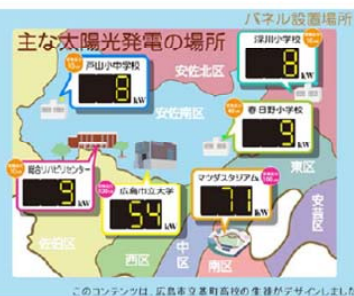 パネル設置場所
主な太陽光発電の場所
深川小学校
8
kW
戸山小中学校
8
kW
安佐北区
安佐南区
春日野小学校
9
kW
東区
総合リハビリセンター
9
kW
広島市立大学
54
kW
マツダスタジアム
71
kW
安芸区
佐伯区
西区
中区
南区
このコンテンツは、広島市立基町高校の生徒がデザインしました